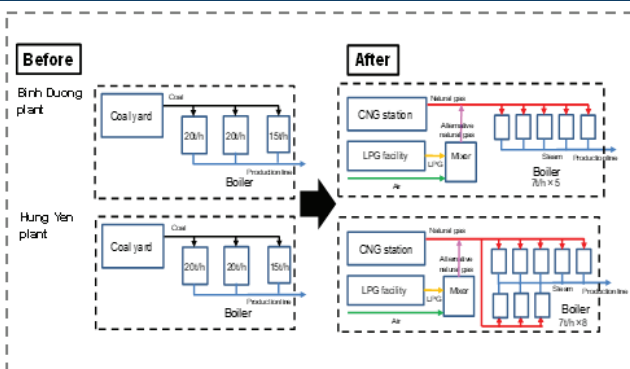 Before
After
Binh Duong
plant
Coal yard
Coal
20t/h
20t/h
15t/h
Production line
Boiler
CNG station
Natural gas
Alternative
natural gas
LPG facility
LPG
Mixer
Air
Steam
Production line
Boiler
7t/h×5
Hung Yen
plant
Coal yard
Coal
20t/h
20t/h
15t/h
Production line
Boiler
CNG station
Natural gas
Alternative
natural gas
LPG facility
LPG
Mixer
Air
Steam
Production line
Boiler
7t/h×8